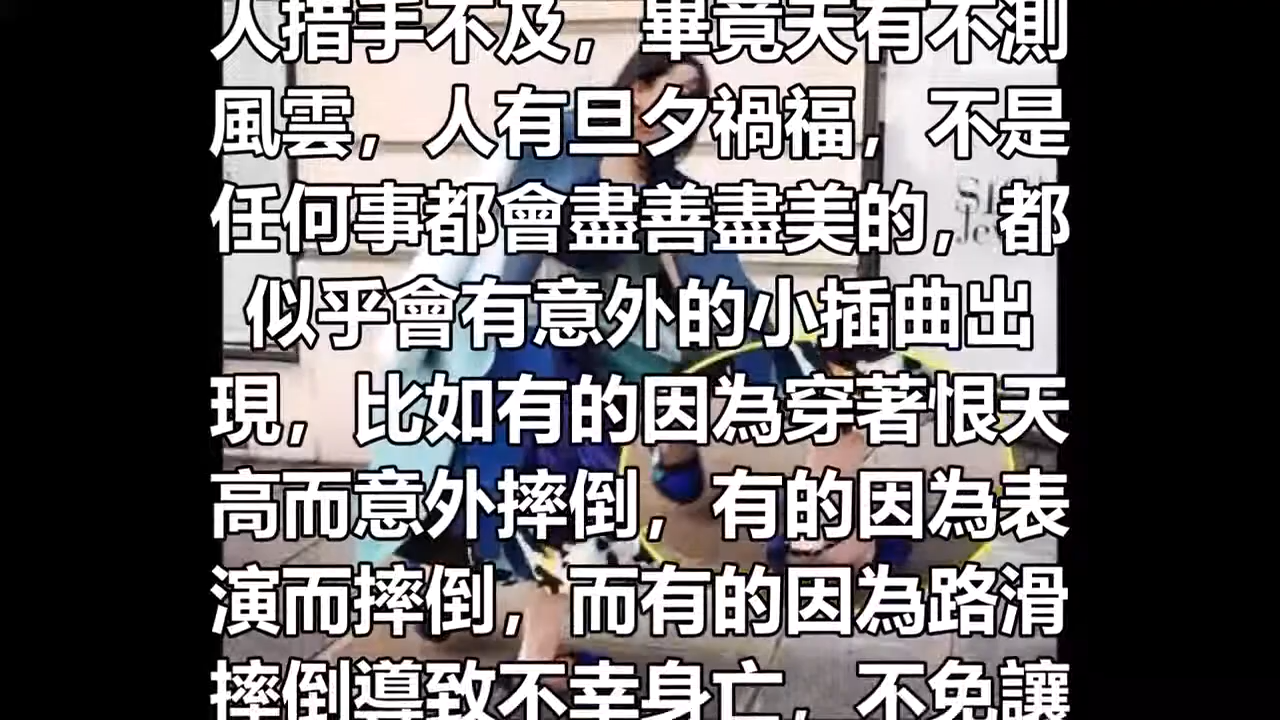 人措手不及，畢竟天有不測
風雲，人有旦夕禍福，不是
任何事都會盡善盡美的，都
似乎會有意外的小插曲出
現，比如有的因為穿著恨天
高而意外摔倒，有的因為表
演而摔倒，而有的因為路滑
摔倒導致不幸身亡，不免讓